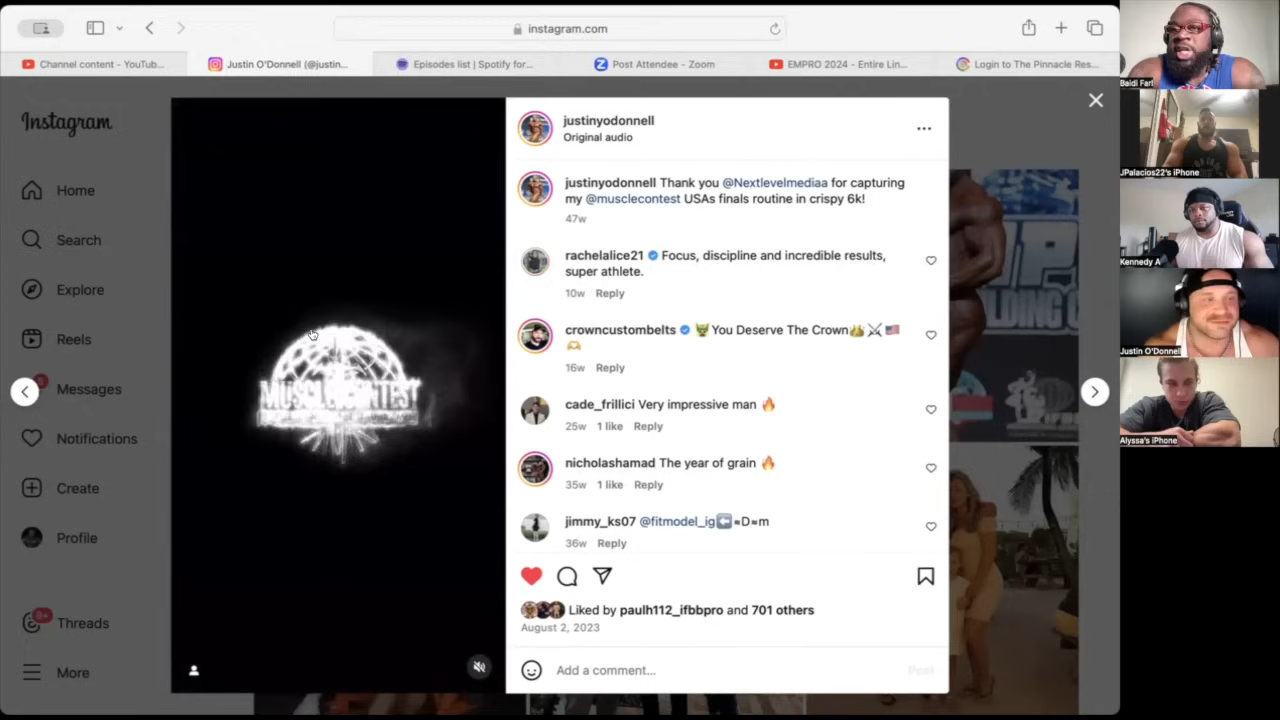 instagram.com
Channel content - YouTub...
Justin O'Donnell (@justin...
Episodes list | Spotify for...
Post Attendee - Zoom
EMPRO 2024 - Entire Lin...
Login to The Pinnacle Res...
Instagram
Home
Search
Explore
Reels
Messages
Notifications
Create
Profile
9+
Threads
More
MUSCLECONTEST
justinyodonnell
Original audio
justinyodonnell Thank you @Nextlevelmediaa for capturing
my @musclecontest USAs finals routine in crispy 6k!
47w
rachelalice21 Focus, discipline and incredible results,
super athlete.
10w Reply
crowncustombelts 👹You Deserve The Crown👑⚔️🇺🇸
🫶
16w Reply
cade_frillici Very impressive man 🔥
25w 1 like Reply
nicholashamad The year of grain 🔥
35w 1 like Reply
jimmy_ks07 @fitmodel_ig⬅️≈D≈m
36w Reply
Liked by paulh112_ifbbpro and 701 others
August 2, 2023
Add a comment...
Post
Baidi Farl
JPalacios22's iPhone
Kennedy A
Justin O'Donnell
Alyssa's iPhone